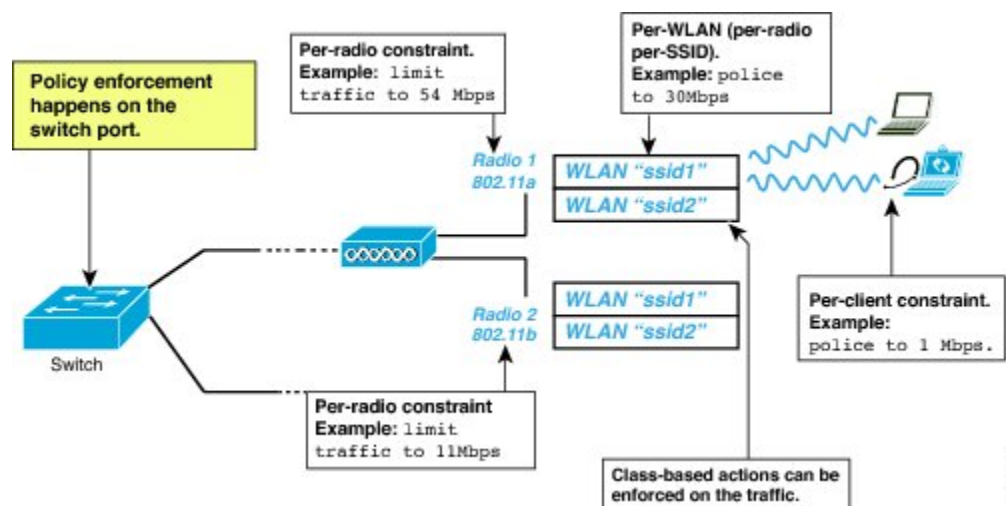 Policy enforcement
happens on the
switch port.
Per-radio constraint.
Example: limit
traffic to 54 Mbps
Per-WLAN (per-radio
per-SSID).
Example: police
to 30Mbps
Radio 1
802.11a
WLAN “ssid1”
WLAN “ssid2”
Radio 2
802.11b
WLAN “ssid1”
WLAN “ssid2”
Switch
Per-client constraint.
Example:
police to 1 Mbps.
Per-radio constraint
Example: limit
traffic to 11Mbps
Class-based actions can be
enforced on the traffic.